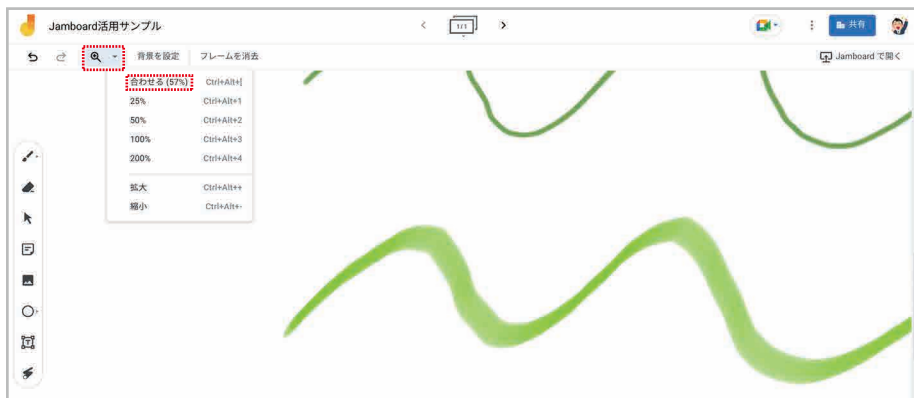 Jamboard活用サンプル
1/1
共有
背景を設定
フレームを消去
Jamboard で開く
合わせる (57%) Ctrl+Alt+[
25% Ctrl+Alt+1
50% Ctrl+Alt+2
100% Ctrl+Alt+3
200% Ctrl+Alt+4
拡大 Ctrl+Alt++
縮小 Ctrl+Alt+-
T